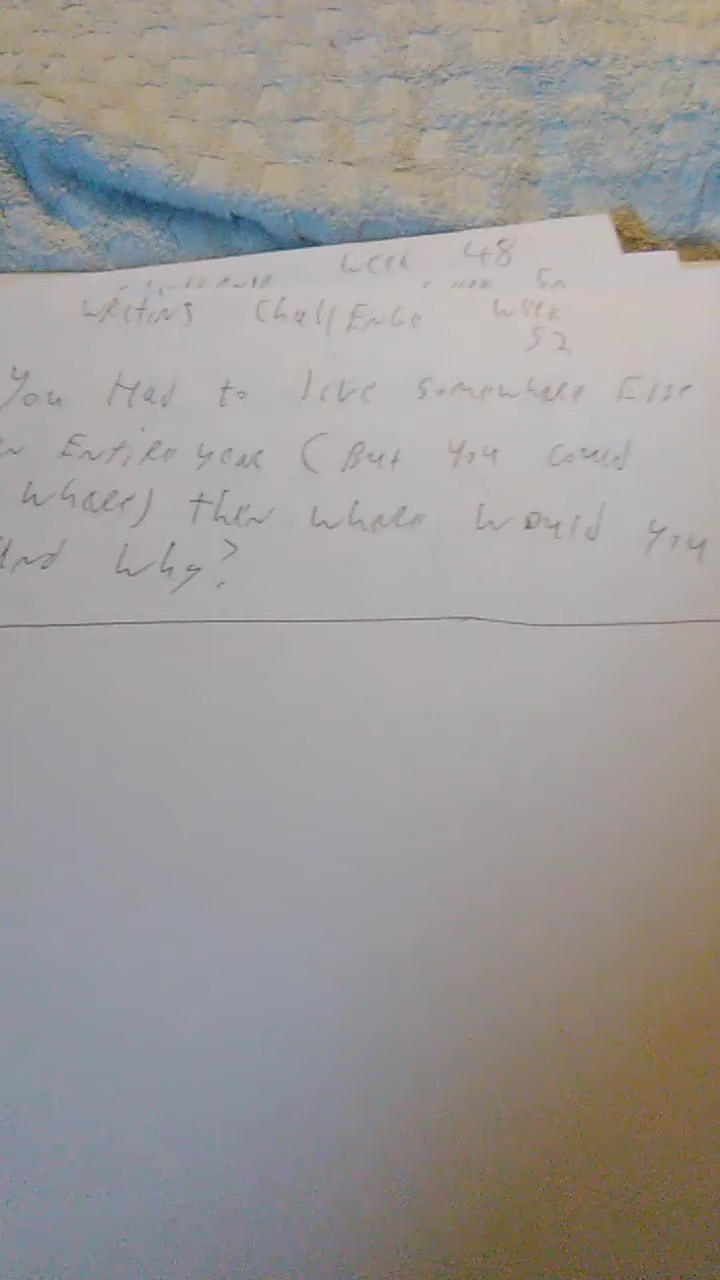 Week 48
50
Writing Challenge Week
52
You Had to live somewhere Else
Entire year (But you could
where) then where would you
And Why?